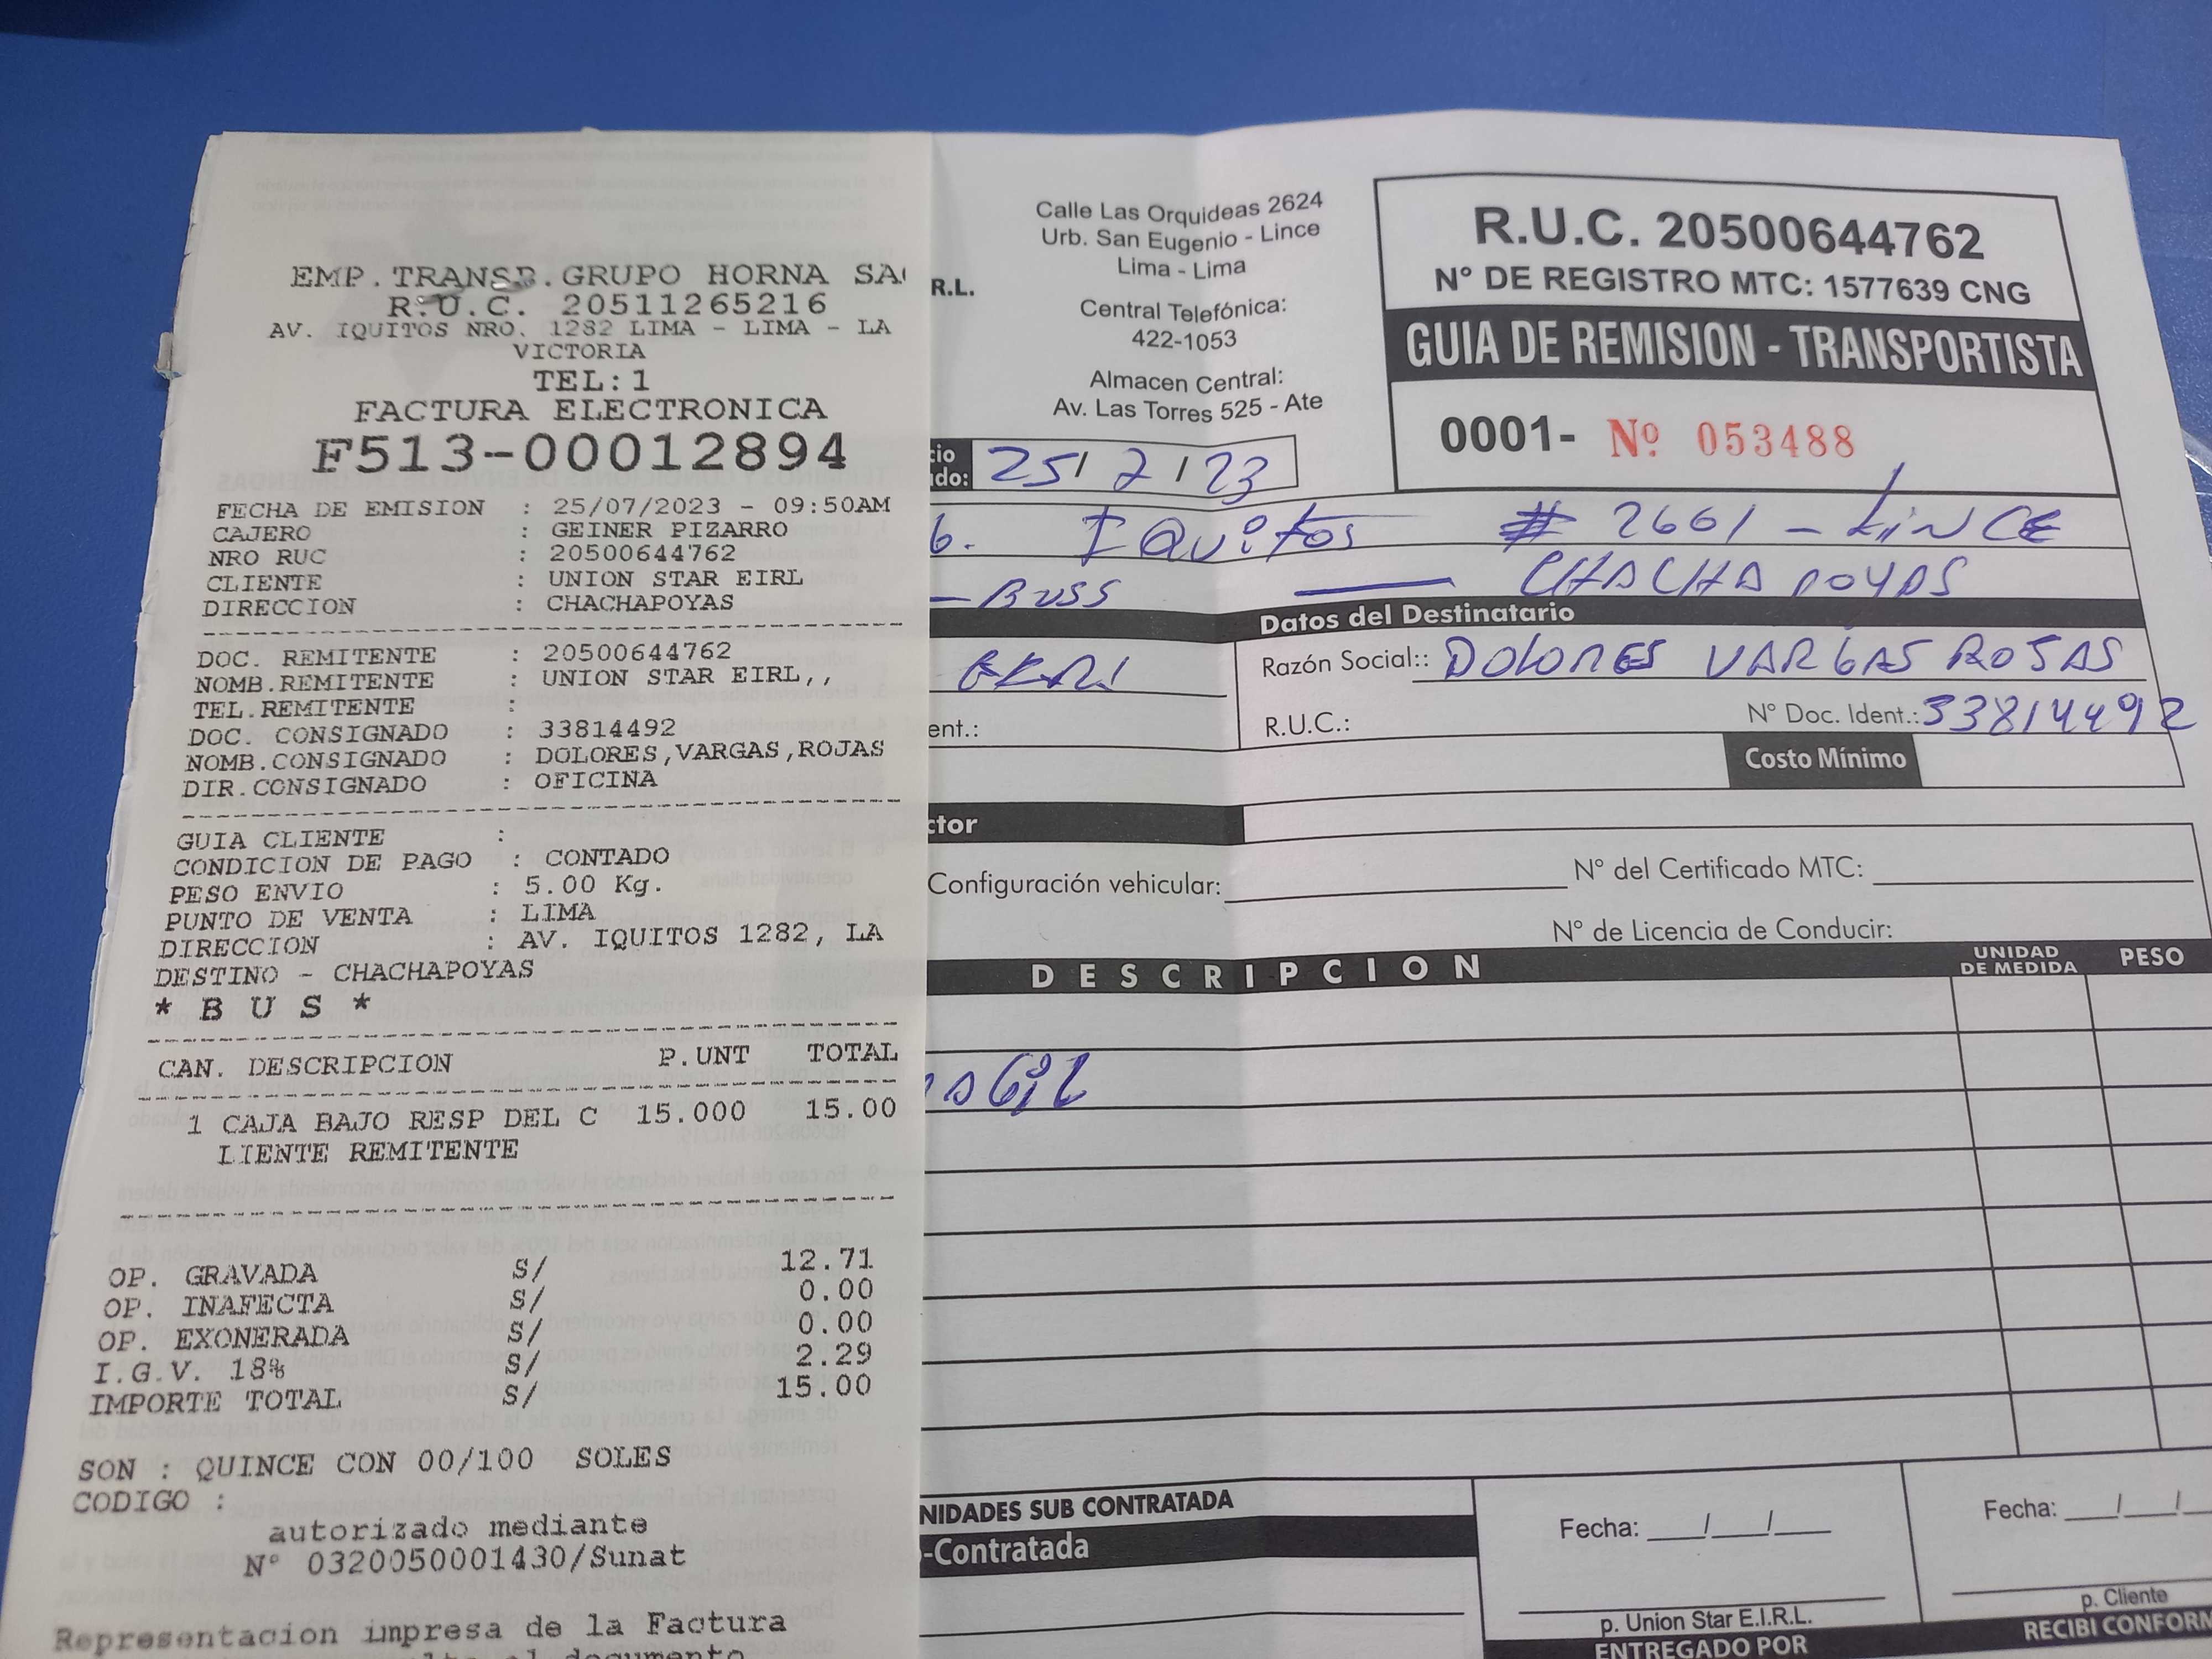 EMP.TRANSP.GRUPO HORNA SAC
R.U.C. 20511265216
AV. IQUITOS NRO. 1282 LIMA - LIMA - LA
VICTORIA
TEL:1
FACTURA ELECTRONICA
F513-00012894
FECHA DE EMISION : 25/07/2023 - 09:50AM
CAJERO : GEINER PIZARRO
NRO RUC : 20500644762
CLIENTE : UNION STAR EIRL
DIRECCION : CHACHAPOYAS
DOC. REMITENTE : 20500644762
NOMB.REMITENTE : UNION STAR EIRL,,
TEL.REMITENTE :
DOC. CONSIGNADO : 33814492
NOMB.CONSIGNADO : DOLORES,VARGAS,ROJAS
DIR.CONSIGNADO : OFICINA
GUIA CLIENTE :
CONDICION DE PAGO : CONTADO
PESO ENVIO : 5.00 Kg.
PUNTO DE VENTA : LIMA
DIRECCION : AV. IQUITOS 1282, LA
DESTINO - CHACHAPOYAS
* B U S *
CAN. DESCRIPCION P.UNT TOTAL
1 CAJA BAJO RESP DEL C 15.000 15.00
LIENTE REMITENTE
OP. GRAVADA S/ 12.71
OP. INAFECTA S/ 0.00
OP. EXONERADA S/ 0.00
I.G.V. 18% S/ 2.29
IMPORTE TOTAL S/ 15.00
SON : QUINCE CON 00/100 SOLES
CODIGO :
autorizado mediante
N° 0320050001430/Sunat
Representacion impresa de la Factura
R.L.
Calle Las Orquideas 2624
Urb. San Eugenio - Lince
Lima - Lima
Central Telefónica:
422-1053
Almacen Central:
Av. Las Torres 525 - Ate
R.U.C. 20500644762
N° DE REGISTRO MTC: 1577639 CNG
GUIA DE REMISION - TRANSPORTISTA
0001- Nº 053488
cio
do: 25/ 7 / 23
6. IQuitos # 2661 - LINCE
- BUSS — CHACHAPOYAS
Datos del Destinatario
Razón Social:: DOLORES VARGAS ROJAS
ent.:
R.U.C.: N° Doc. Ident.: 33814492
Costo Mínimo
ctor
Configuración vehicular: N° del Certificado MTC:
N° de Licencia de Conducir:
DESCRIPCION UNIDAD DE MEDIDA PESO
NIDADES SUB CONTRATADA
-Contratada
Fecha: / /
p. Union Star E.I.R.L.
ENTREGADO POR
Fecha: / /
p. Cliente
RECIBI CONFORM